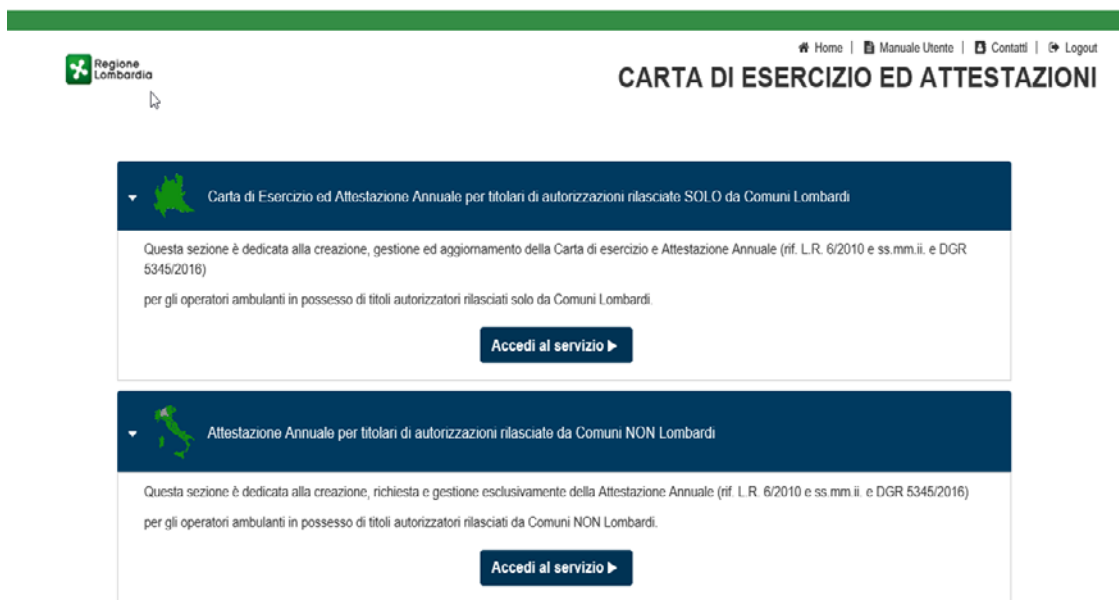 Home | Manuale Utente | Contatti | Logout
Regione
Lombardia
CARTA DI ESERCIZIO ED ATTESTAZIONI
Carta di Esercizio ed Attestazione Annuale per titolari di autorizzazioni rilasciate SOLO da Comuni Lombardi
Questa sezione è dedicata alla creazione, gestione ed aggiornamento della Carta di esercizio e Attestazione Annuale (rif. L.R. 6/2010 e ss.mm.ii. e DGR
5345/2016)
per gli operatori ambulanti in possesso di titoli autorizzatori rilasciati solo da Comuni Lombardi.
Accedi al servizio
Attestazione Annuale per titolari di autorizzazioni rilasciate da Comuni NON Lombardi
Questa sezione è dedicata alla creazione, richiesta e gestione esclusivamente della Attestazione Annuale (rif. L.R. 6/2010 e ss.mm.ii. e DGR 5345/2016)
per gli operatori ambulanti in possesso di titoli autorizzatori rilasciati da Comuni NON Lombardi.
Accedi al servizio